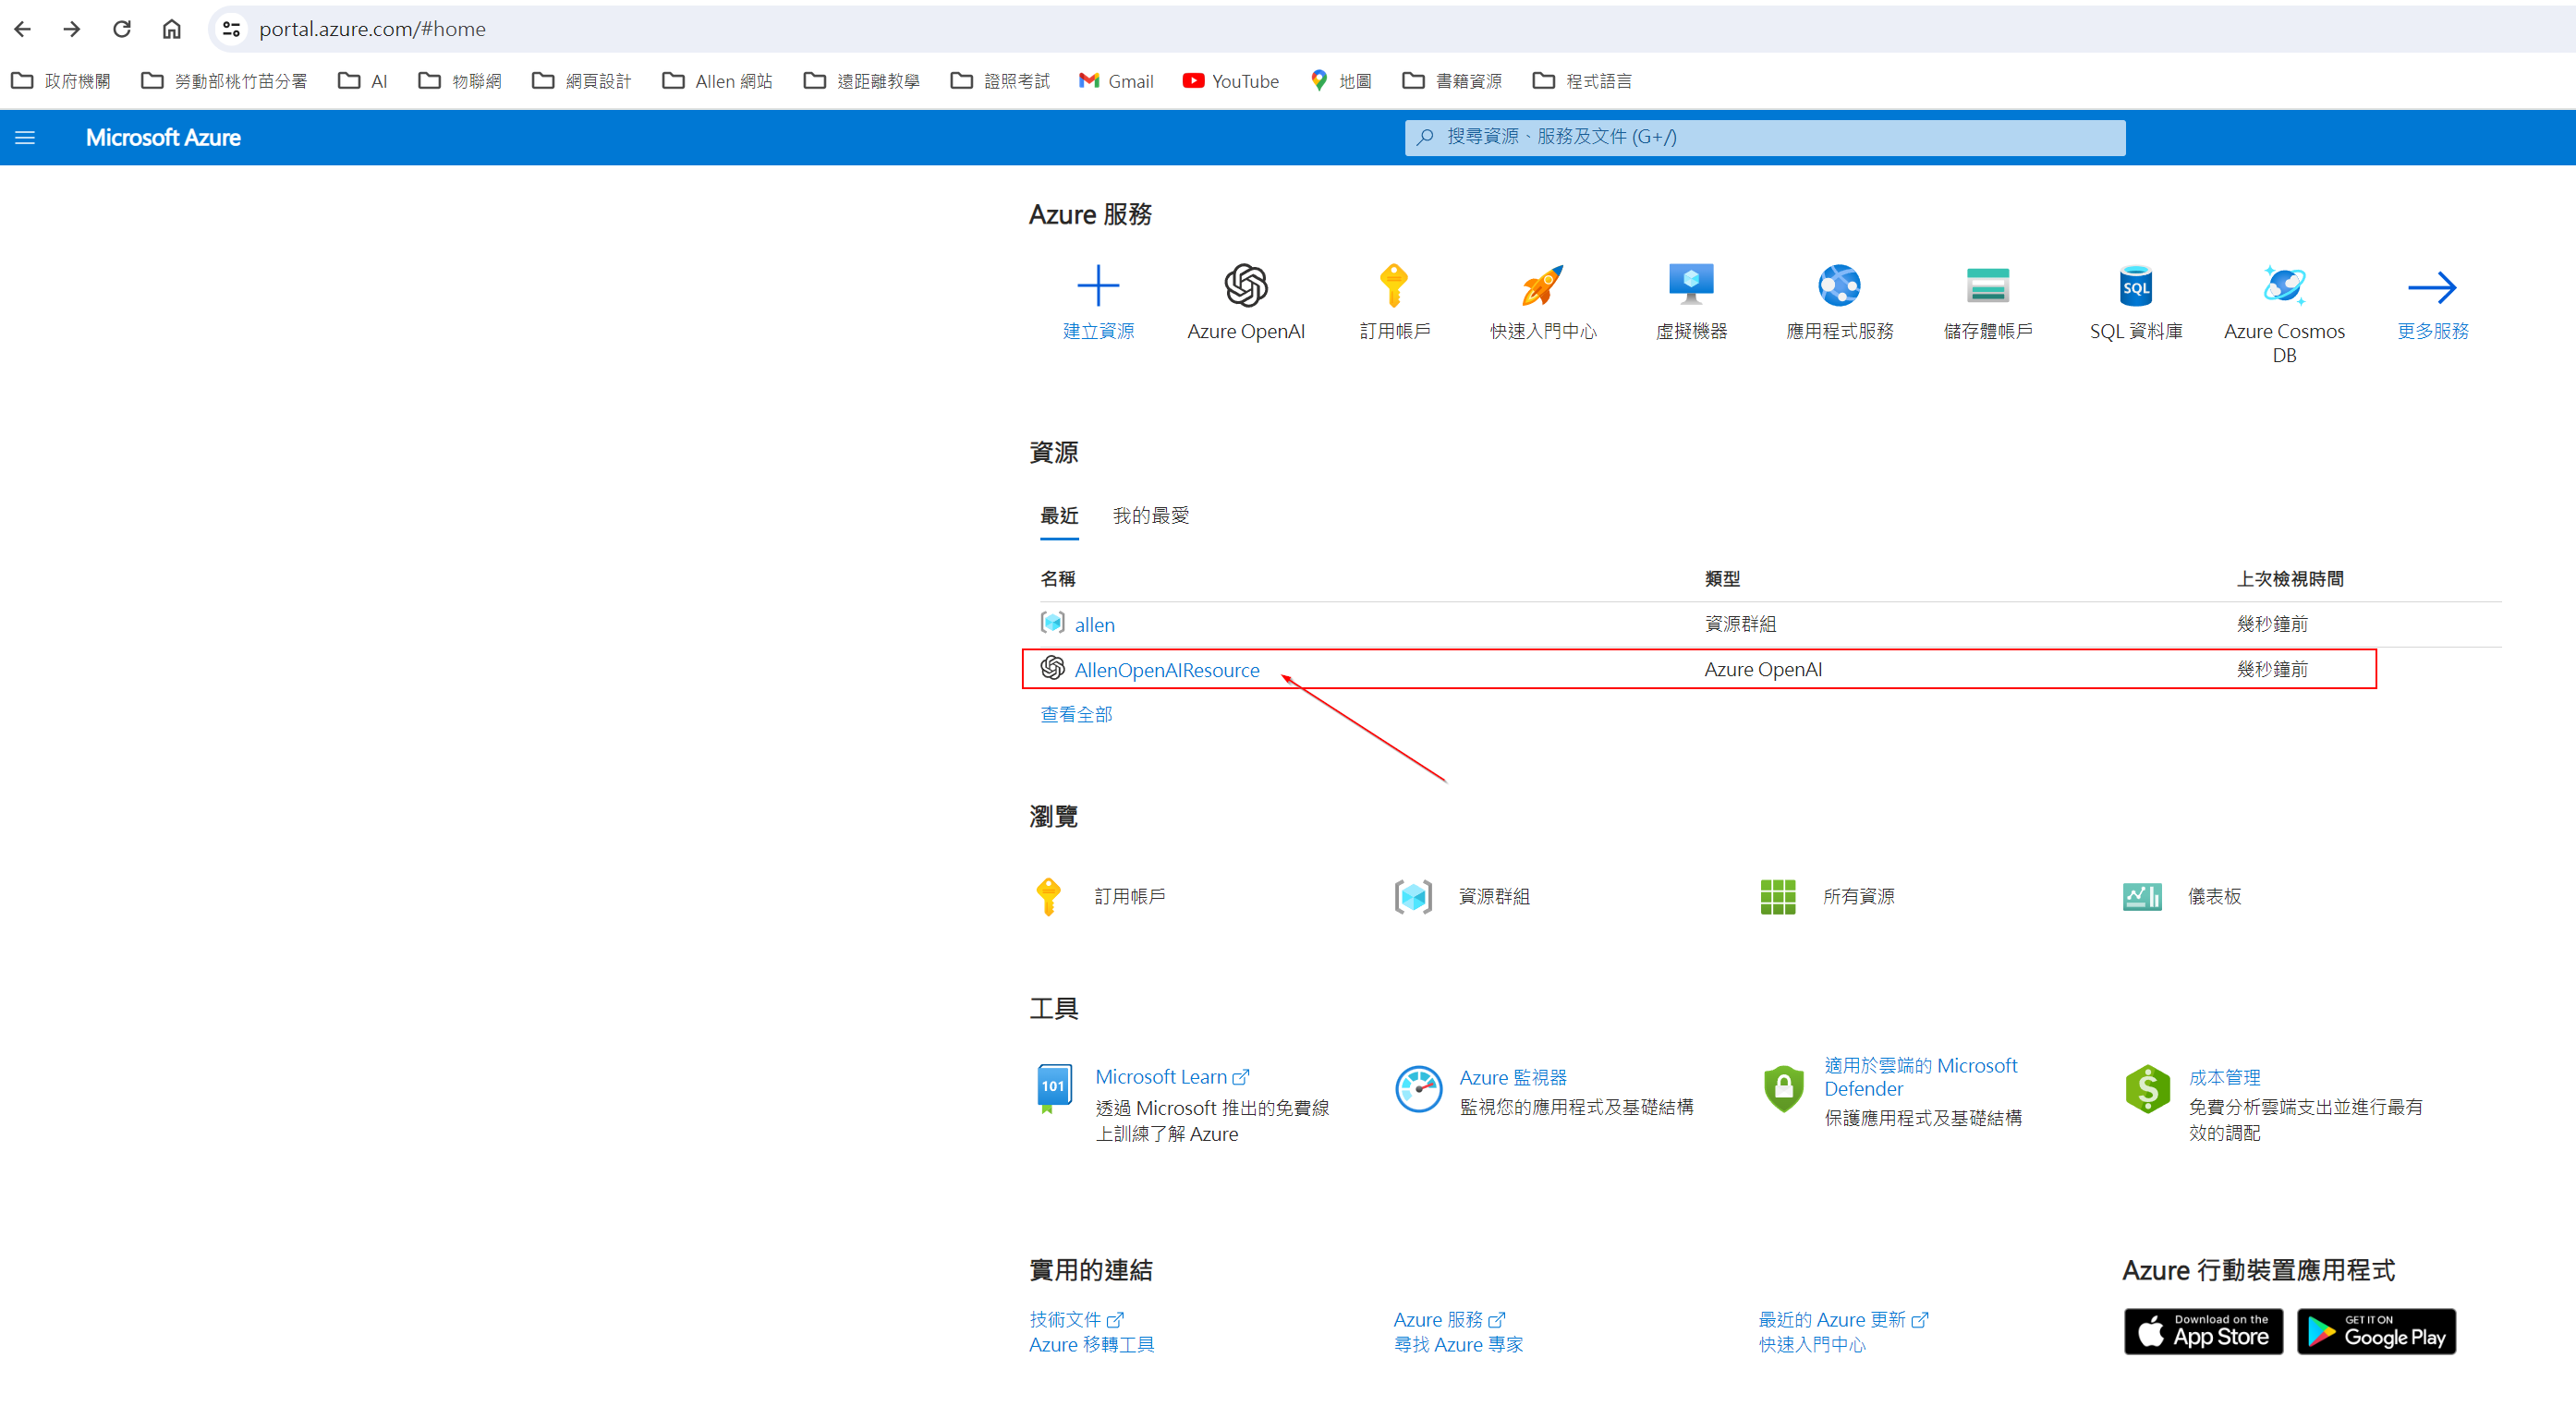 portal.azure.com/#home
政府機關 勞動部桃竹苗分署 AI 物聯網 網頁設計 Allen 網站 遠距離教學 證照考試 Gmail YouTube 地圖 書籍資源 程式語言
Microsoft Azure 搜尋資源、服務及文件 (G+/)
Azure 服務
建立資源 Azure OpenAI 訂用帳戶 快速入門中心 虛擬機器 應用程式服務 儲存體帳戶 SQL 資料庫 Azure Cosmos DB 更多服務
SQL
資源
最近 我的最愛
名稱 類型 上次檢視時間
allen 資源群組 幾秒鐘前
AllenOpenAIResource Azure OpenAI 幾秒鐘前
查看全部
瀏覽
訂用帳戶 資源群組 所有資源 儀表板
工具
101
Microsoft Learn
透過 Microsoft 推出的免費線
上訓練了解 Azure
Azure 監視器
監視您的應用程式及基礎結構
適用於雲端的 Microsoft
Defender
保護應用程式及基礎結構
成本管理
免費分析雲端支出並進行最有
效的調配
實用的連結
技術文件 Azure 服務 最近的 Azure 更新
Azure 移轉工具 尋找 Azure 專家 快速入門中心
Azure 行動裝置應用程式
Download on the
App Store
GET IT ON
Google Play